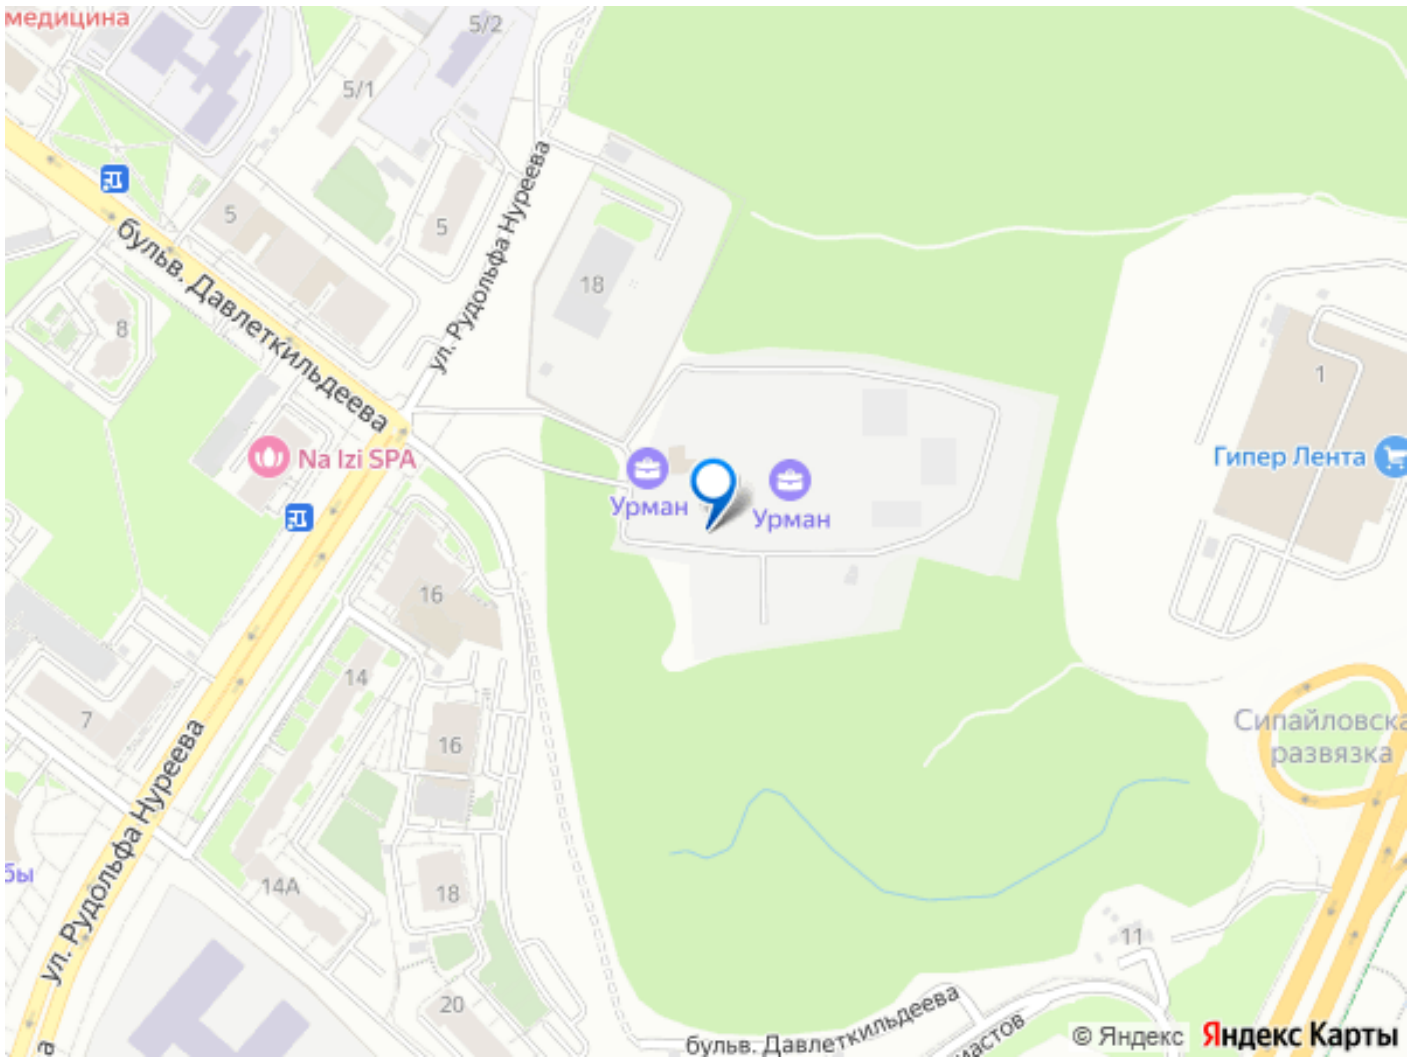 медицина
5/2
5/1
5
5
бульв. Давлеткильдеева
ул. Рудольфа Нуреева
18
8
1
Na Izi SPA
Гипер Лента
Урман
Урман
16
14
7
16
Сипайловска
развязка
ул. Рудольфа Нуреева
бы
14А
18
11
20
бульв. Давлеткильдеева
мастов
а
© Яндекс Яндекс Карты